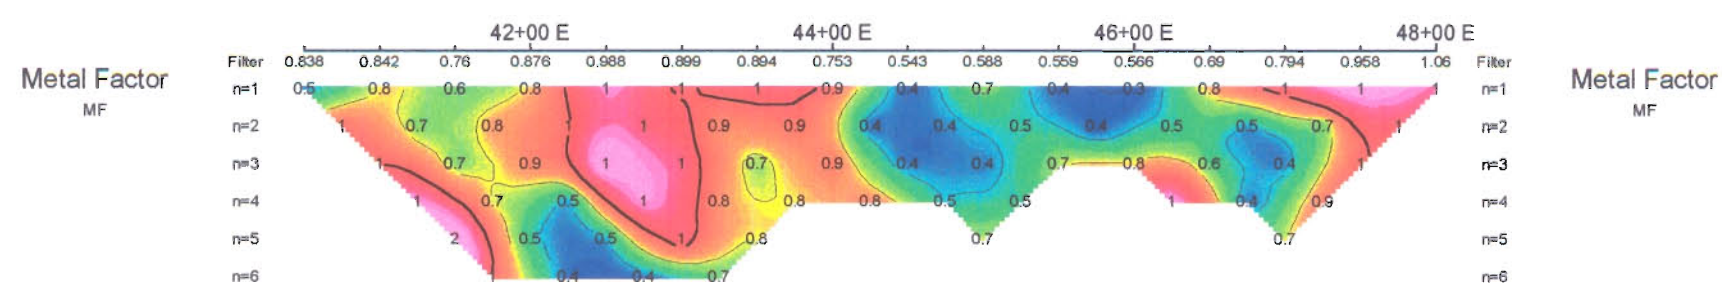 42+00 E 44+00 E 46+00 E 48+00 E
Filter 0.838 0.842 0.76 0.876 0.988 0.899 0.894 0.753 0.543 0.588 0.559 0.566 0.69 0.794 0.958 1.06 Filter
Metal Factor Metal Factor
MF MF
n=1 0.5 0.8 0.6 0.8 1 1 1 0.9 0.4 0.7 0.4 0.3 0.8 1 1 1 n=1
n=2 1 0.7 0.8 1 1 0.9 0.9 0.4 0.4 0.5 0.4 0.5 0.5 0.7 1 n=2
n=3 1 0.7 0.9 1 1 0.7 0.9 0.4 0.4 0.7 0.8 0.6 0.4 1 n=3
n=4 1 0.7 0.5 1 0.8 0.8 0.8 0.5 0.5 1 0.4 0.9 n=4
n=5 2 0.5 0.5 1 0.8 0.7 0.7 n=5
n=6 0.4 0.4 0.7 n=6